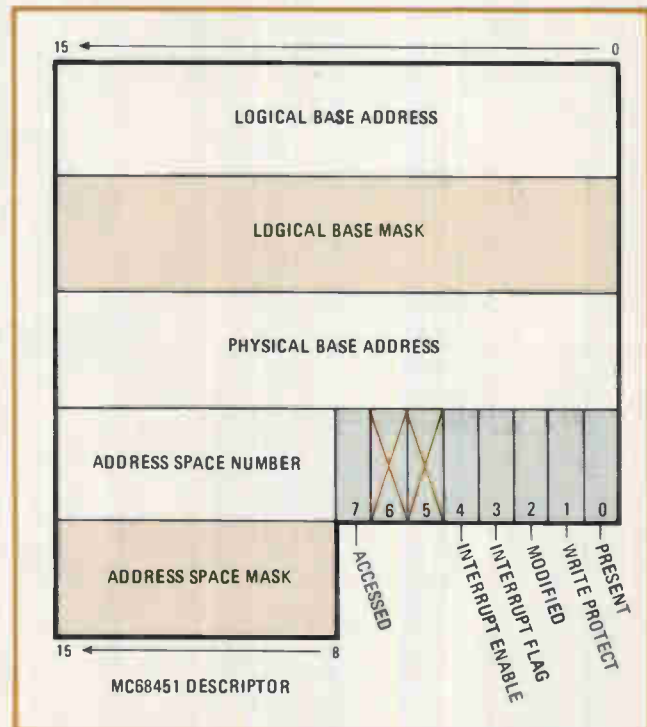 15 0
LOGICAL BASE ADDRESS
LOGICAL BASE MASK
PHYSICAL BASE ADDRESS
ADDRESS SPACE NUMBER
7 6 5 4 3 2 1 0
ADDRESS SPACE MASK
ACCESSED
INTERRUPT ENABLE
INTERRUPT FLAG
MODIFIED
WRITE PROTECT
PRESENT
15 8
MC68451 DESCRIPTOR